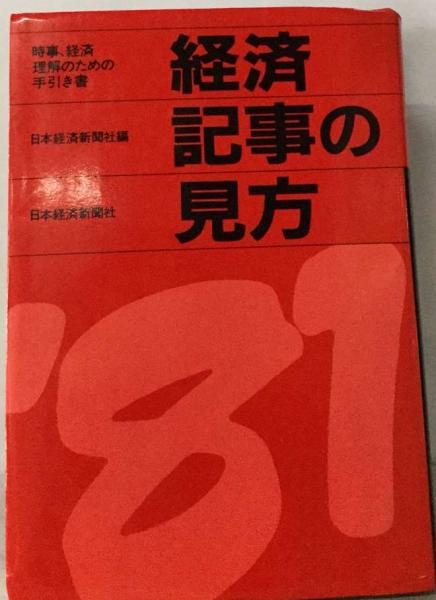 時事、経済
理解のための
手引き書
経済
記事の
見方
日本経済新聞社編
日本経済新聞社
'81